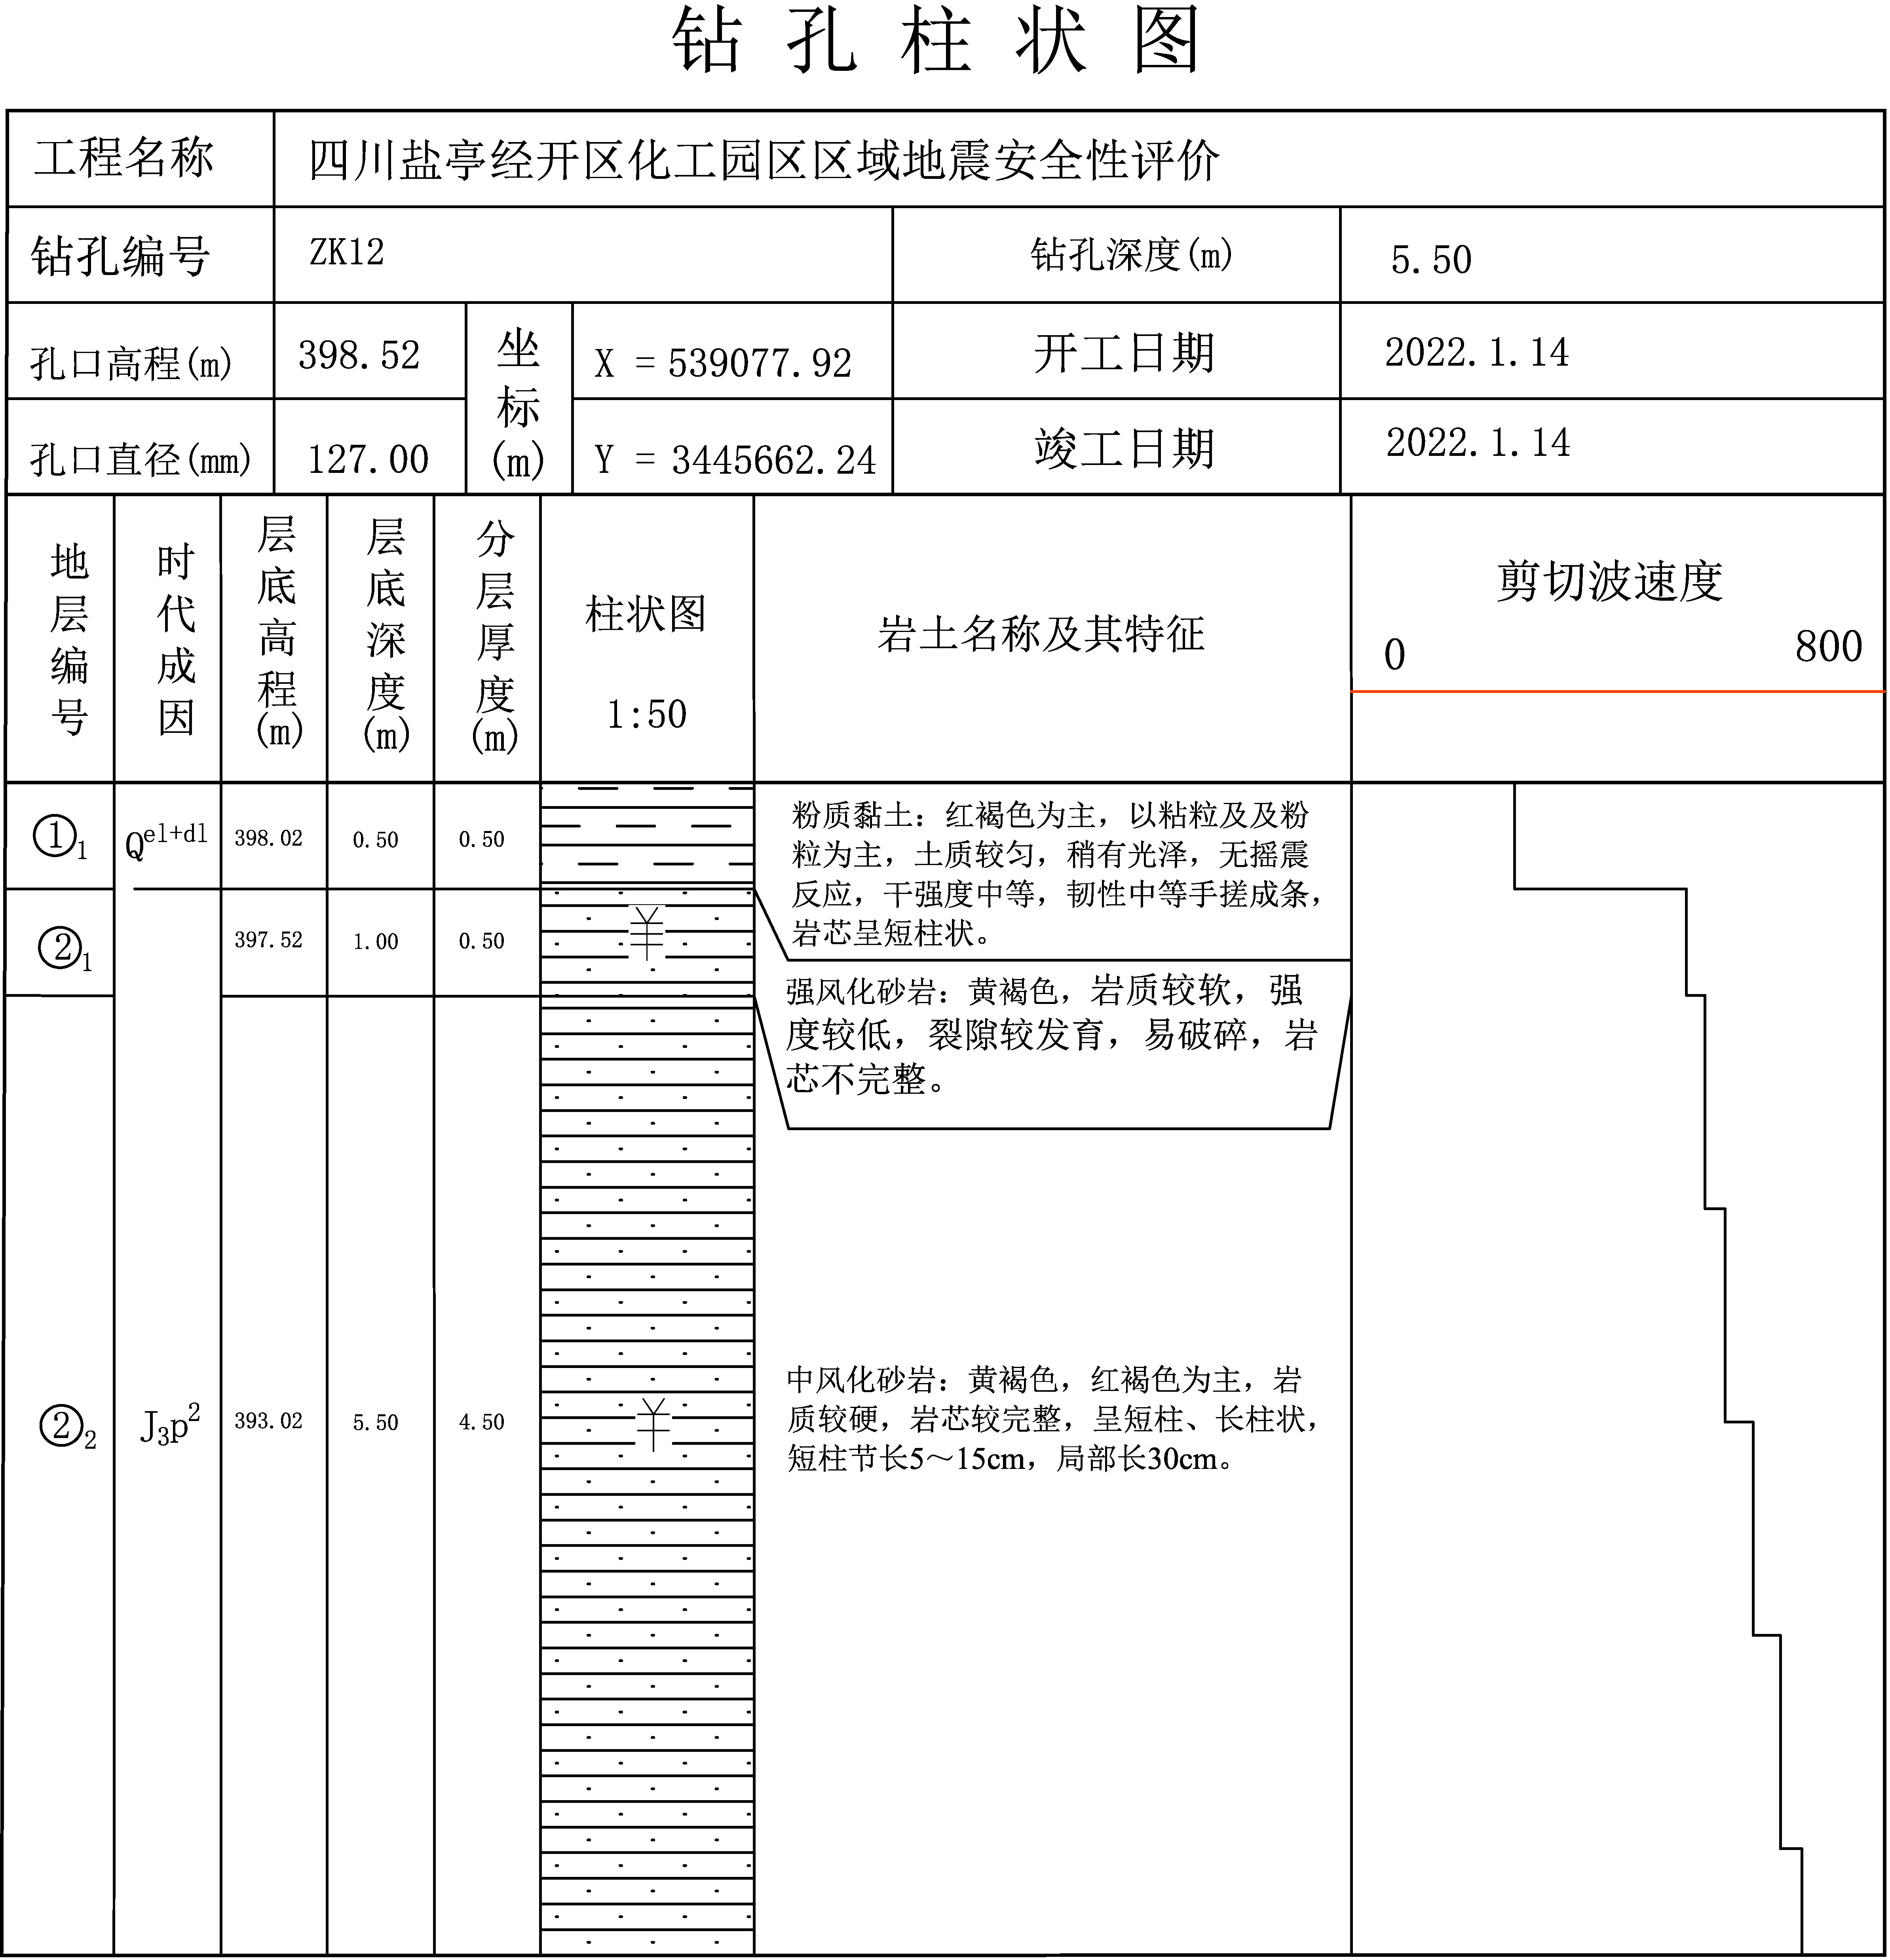 钻孔柱状图
工程名称 四川盐亭经开区化工园区区域地震安全性评价
钻孔编号 ZK12 钻孔深度(m) 5.50
孔口高程(m) 398.52 坐标(m) X = 539077.92 开工日期 2022.1.14
孔口直径(mm) 127.00 Y = 3445662.24 竣工日期 2022.1.14
地层编号 时代成因 层底高程(m) 层底深度(m) 分层厚度(m) 柱状图 1:50 岩土名称及其特征 剪切波速度
0 800
①1 Qel+dl 398.02 0.50 0.50
粉质黏土：红褐色为主，以粘粒及及粉
粒为主，土质较匀，稍有光泽，无摇震
反应，干强度中等，韧性中等手搓成条，
岩芯呈短柱状。
②1 397.52 1.00 0.50
强风化砂岩：黄褐色，岩质较软，强
度较低，裂隙较发育，易破碎，岩
芯不完整。
②2 J3p2 393.02 5.50 4.50
中风化砂岩：黄褐色，红褐色为主，岩
质较硬，岩芯较完整，呈短柱、长柱状，
短柱节长5～15cm，局部长30cm。